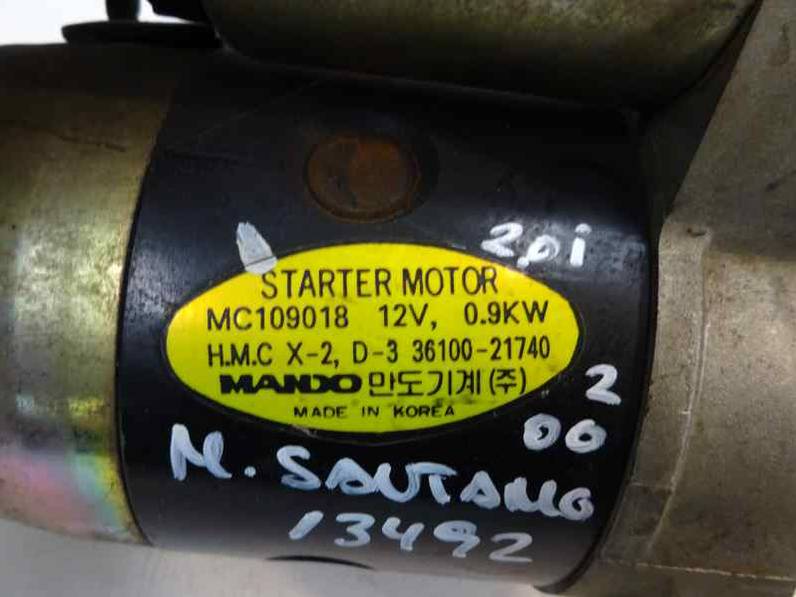 2.0i
STARTER MOTOR
MC109018 12V, 0.9KW
H.M.C X-2, D-3 36100-21740
MANDO 만도기계(주)
MADE IN KOREA
2
00
M. SANTAMO
13492